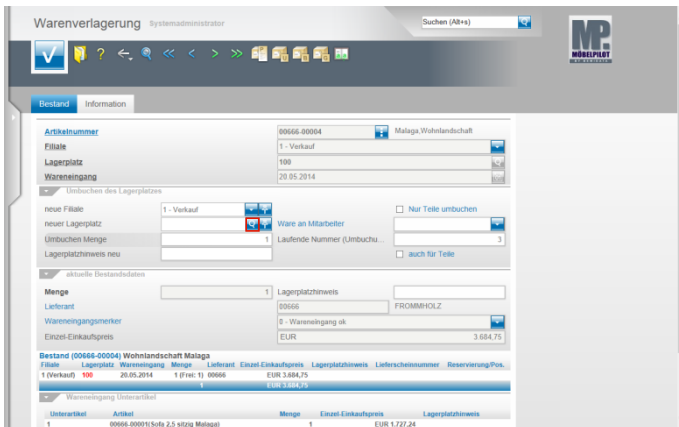 Warenverlagerung Systemadministrator
Suchen (Alt+s)
MP
MÖBELPILOT
Bestand Information
Artikelnummer 00666-00004 Malaga,Wohnlandschaft
Filiale 1 - Verkauf
Lagerplatz 100
Wareneingang 20.05.2014
Umbuchen des Lagerplatzes
neue Filiale 1 - Verkauf Nur Teile umbuchen
neuer Lagerplatz Ware an Mitarbeiter
Umbuchen Menge 1 Laufende Nummer (Umbuchu... 3
Lagerplatzhinweis neu auch für Teile
aktuelle Bestandsdaten
Menge 1 Lagerplatzhinweis
Lieferant 00666 FROMMHOLZ
Wareneingangsmerker 0 - Wareneingang ok
Einzel-Einkaufspreis EUR 3.684,75
Bestand (00666-00004) Wohnlandschaft Malaga
Filiale Lagerplatz Wareneingang Menge Lieferant Einzel-Einkaufspreis Lagerplatzhinweis Lieferscheinnummer Reservierung/Pos.
1 (Verkauf) 100 20.05.2014 1 (Frei: 1) 00666 EUR 3.684,75
1 EUR 3.684,75
Wareneingang Unterartikel
Unterartikel Artikel Menge Einzel-Einkaufspreis Lagerplatzhinweis
1 00666-00001(Sofa 2,5 sitzig Malaga) 1 EUR 1.727,24